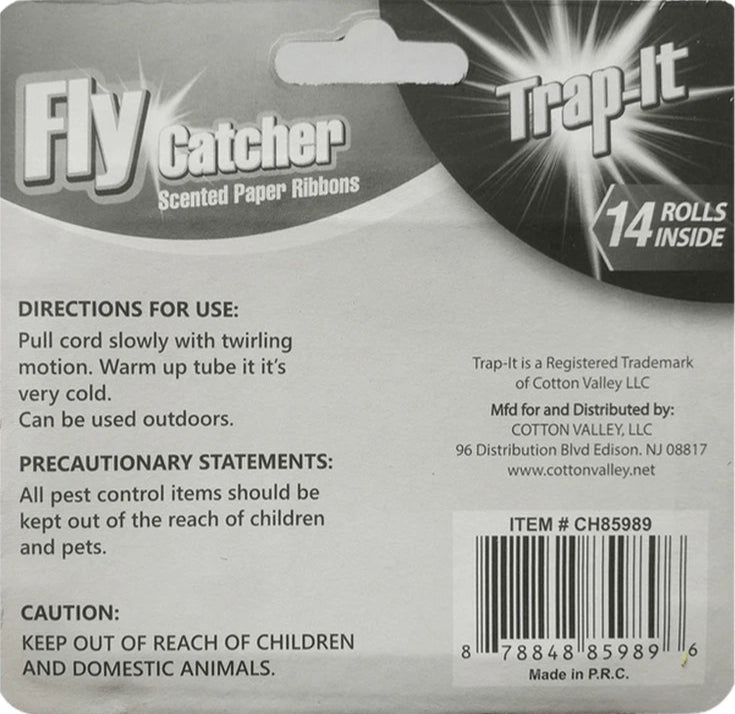 Fly Catcher
Scented Paper Ribbons
Trap-It
14 ROLLS
INSIDE
DIRECTIONS FOR USE:
Pull cord slowly with twirling
motion. Warm up tube it it's
very cold.
Can be used outdoors.
PRECAUTIONARY STATEMENTS:
All pest control items should be
kept out of the reach of children
and pets.
CAUTION:
KEEP OUT OF REACH OF CHILDREN
AND DOMESTIC ANIMALS.
Trap-It is a Registered Trademark
of Cotton Valley LLC
Mfd for and Distributed by:
COTTON VALLEY, LLC
96 Distribution Blvd Edison. NJ 08817
www.cottonvalley.net
ITEM # CH85989
8 78848 85989 6
Made in P.R.C.